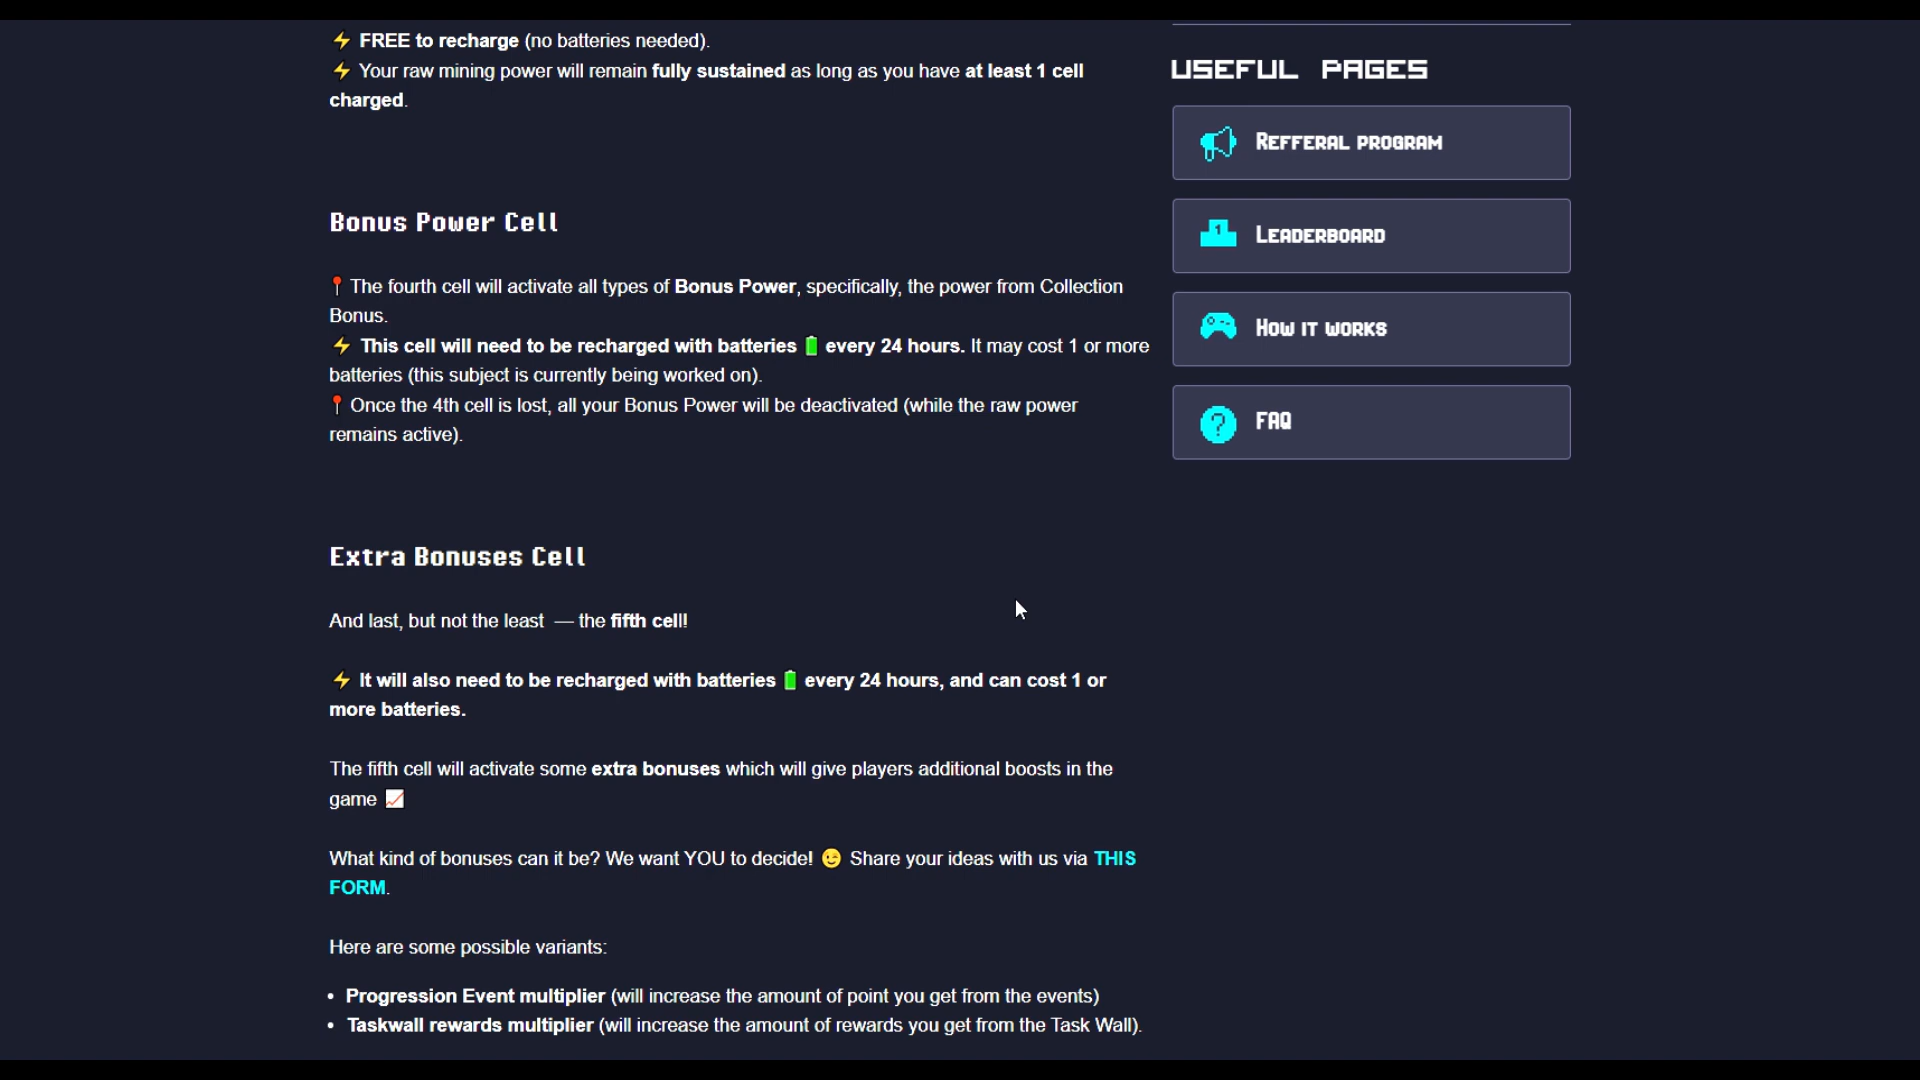 ⚡ FREE to recharge (no batteries needed).
⚡ Your raw mining power will remain fully sustained as long as you have at least 1 cell
charged.
Bonus Power Cell
📍 The fourth cell will activate all types of Bonus Power, specifically, the power from Collection
Bonus.
⚡ This cell will need to be recharged with batteries 🔋 every 24 hours. It may cost 1 or more
batteries (this subject is currently being worked on).
📍 Once the 4th cell is lost, all your Bonus Power will be deactivated (while the raw power
remains active).
Extra Bonuses Cell
And last, but not the least — the fifth cell!
⚡ It will also need to be recharged with batteries 🔋 every 24 hours, and can cost 1 or
more batteries.
The fifth cell will activate some extra bonuses which will give players additional boosts in the
game 📈
What kind of bonuses can it be? We want YOU to decide! 😉 Share your ideas with us via THIS
FORM.
Here are some possible variants:
• Progression Event multiplier (will increase the amount of point you get from the events)
• Taskwall rewards multiplier (will increase the amount of rewards you get from the Task Wall).
USEFUL PAGES
REFFERAL PROGRAM
1 LEADERBOARD
HOW IT WORKS
? FAQ